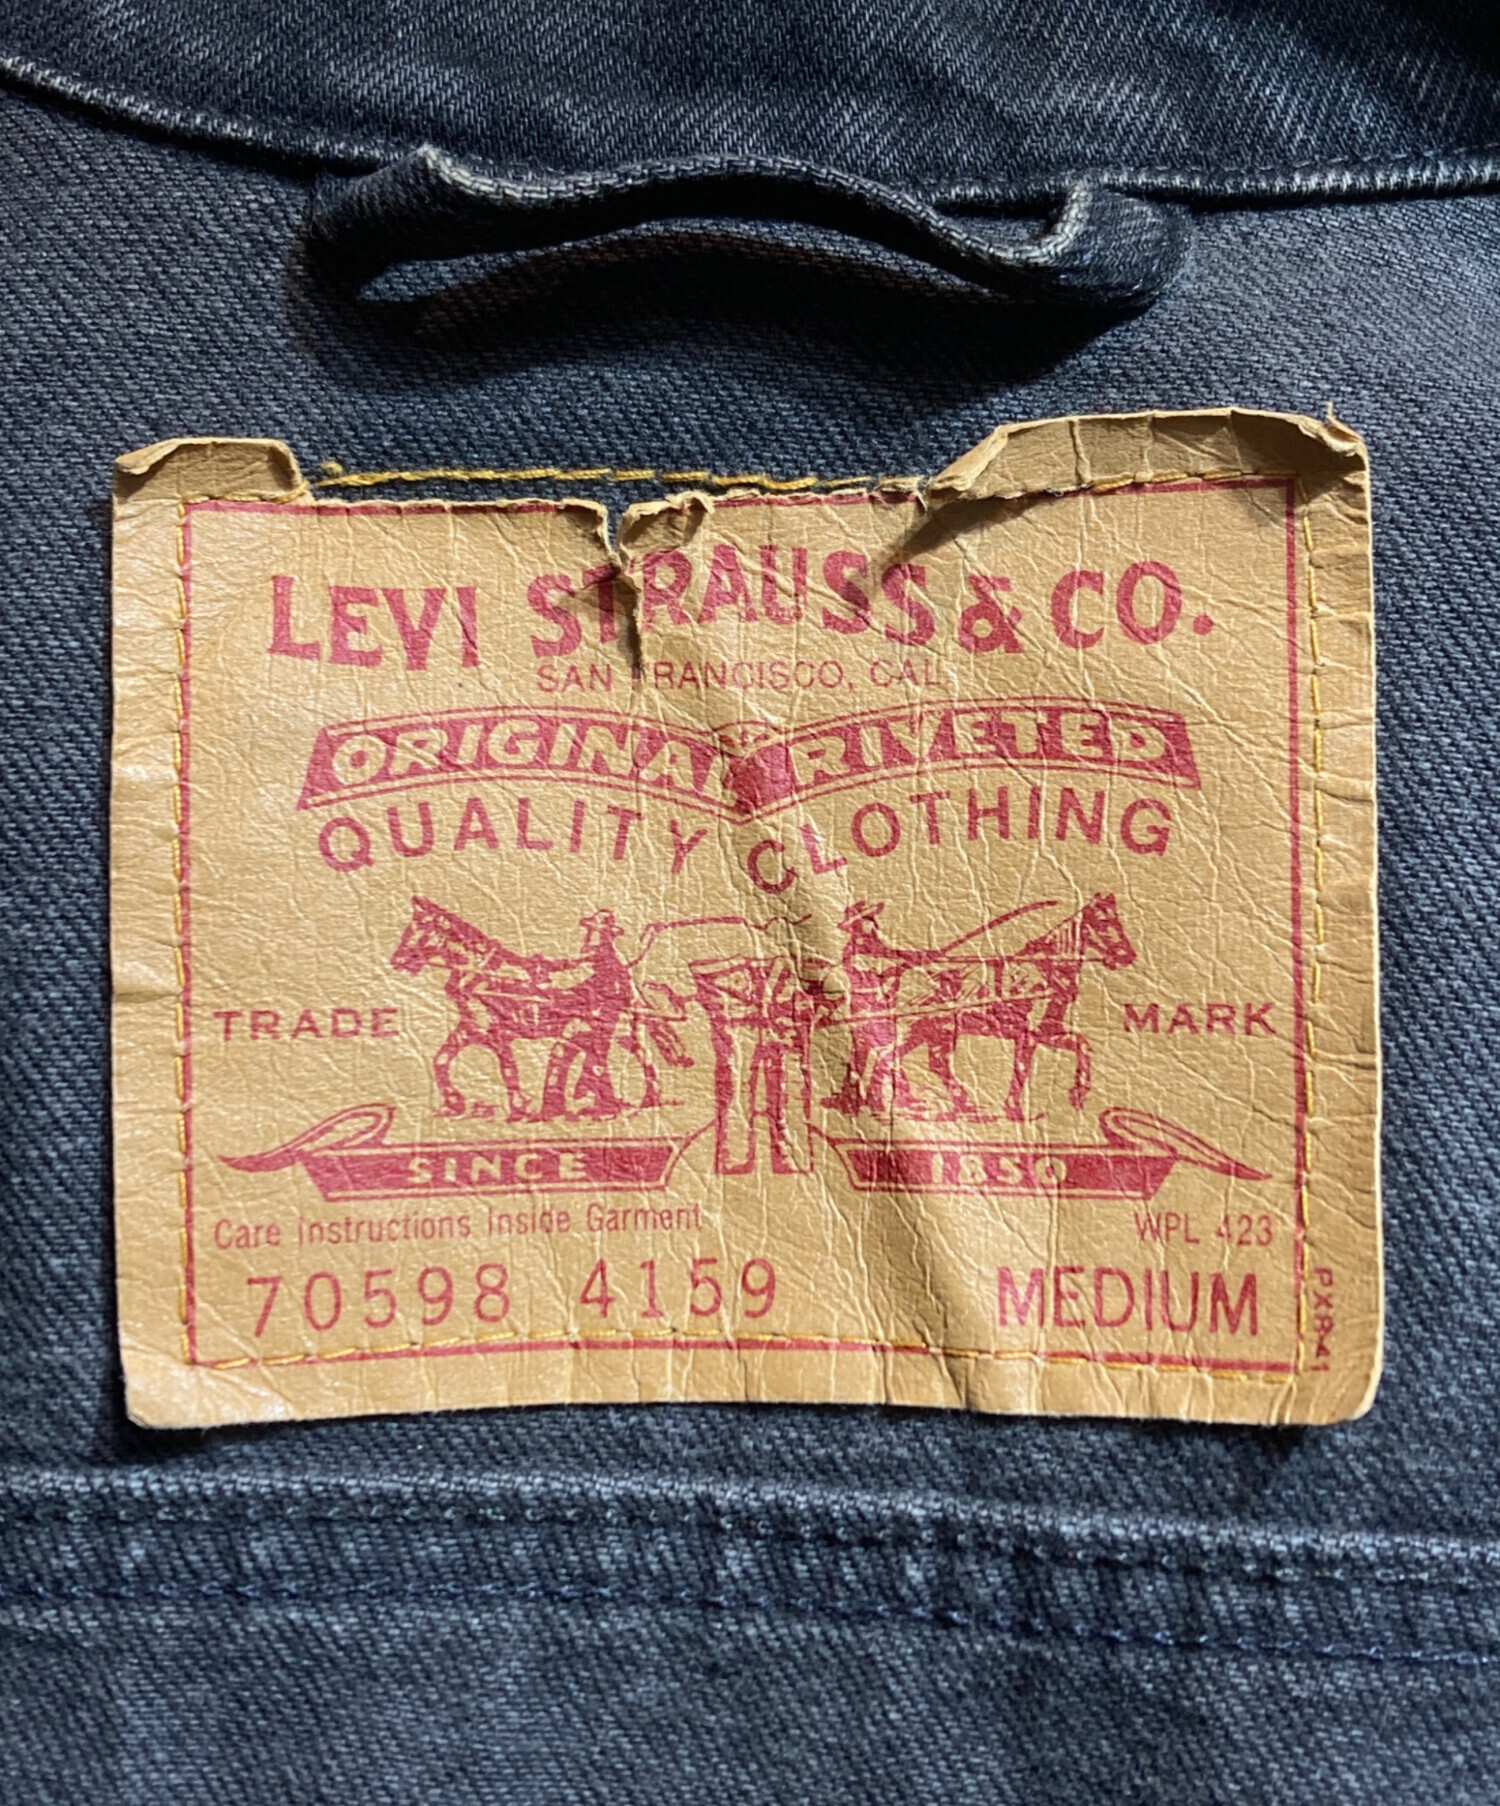 LEVI STRAUSS & CO.
SAN FRANCISCO, CAL.
ORIGINAL RIVETED
QUALITY CLOTHING
TRADE MARK
SINCE 1850
Care Instructions Inside Garment WPL 423
70598 4159 MEDIUM